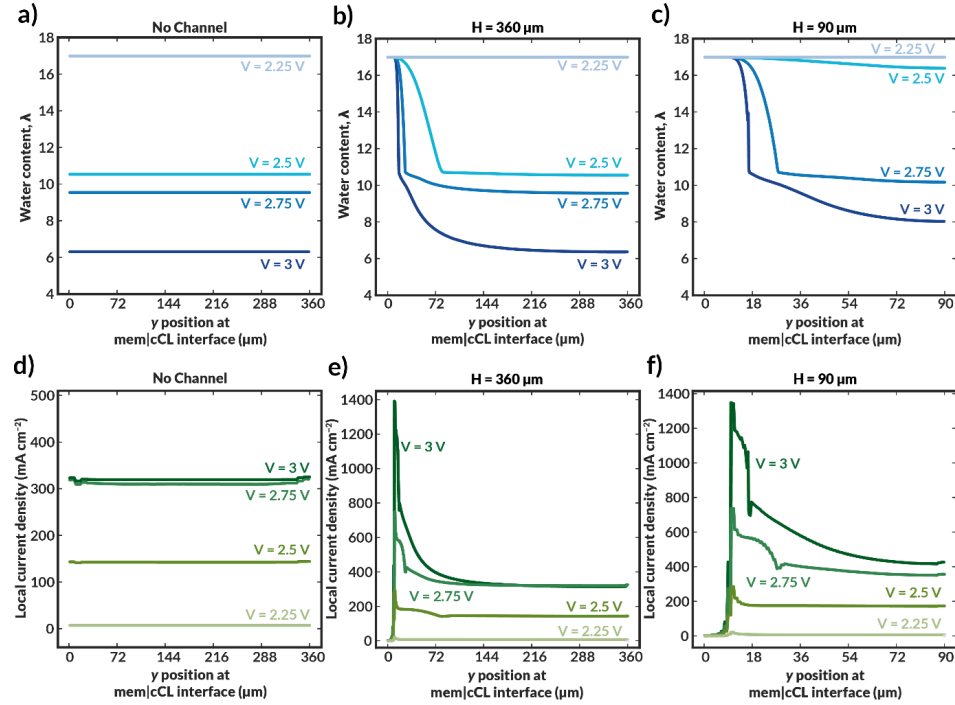 a)
No Channel
18
16
14
12
10
8
6
4
Water content, λ
V = 2.25 V
V = 2.5 V
V = 2.75 V
V = 3 V
0 72 144 216 288 360
y position at
mem|cCL interface (µm)
b)
H = 360 µm
18
16
14
12
10
8
6
4
Water content, λ
V = 2.25 V
V = 2.5 V
V = 2.75 V
V = 3 V
0 72 144 216 288 360
y position at
mem|cCL interface (µm)
c)
H = 90 µm
18
16
14
12
10
8
6
4
Water content, λ
V = 2.25 V
V = 2.5 V
V = 2.75 V
V = 3 V
0 18 36 54 72 90
y position at
mem|cCL interface (µm)
d)
No Channel
500
400
300
200
100
0
Local current density (mA cm⁻²)
V = 3 V
V = 2.75 V
V = 2.5 V
V = 2.25 V
0 72 144 216 288 360
y position at
mem|cCL interface (µm)
e)
H = 360 µm
1400
1200
1000
800
600
400
200
0
Local current density (mA cm⁻²)
V = 3 V
V = 2.75 V
V = 2.5 V
V = 2.25 V
0 72 144 216 288 360
y position at
mem|cCL interface (µm)
f)
H = 90 µm
1400
1200
1000
800
600
400
200
0
Local current density (mA cm⁻²)
V = 3 V
V = 2.75 V
V = 2.5 V
V = 2.25 V
0 18 36 54 72 90
y position at
mem|cCL interface (µm)